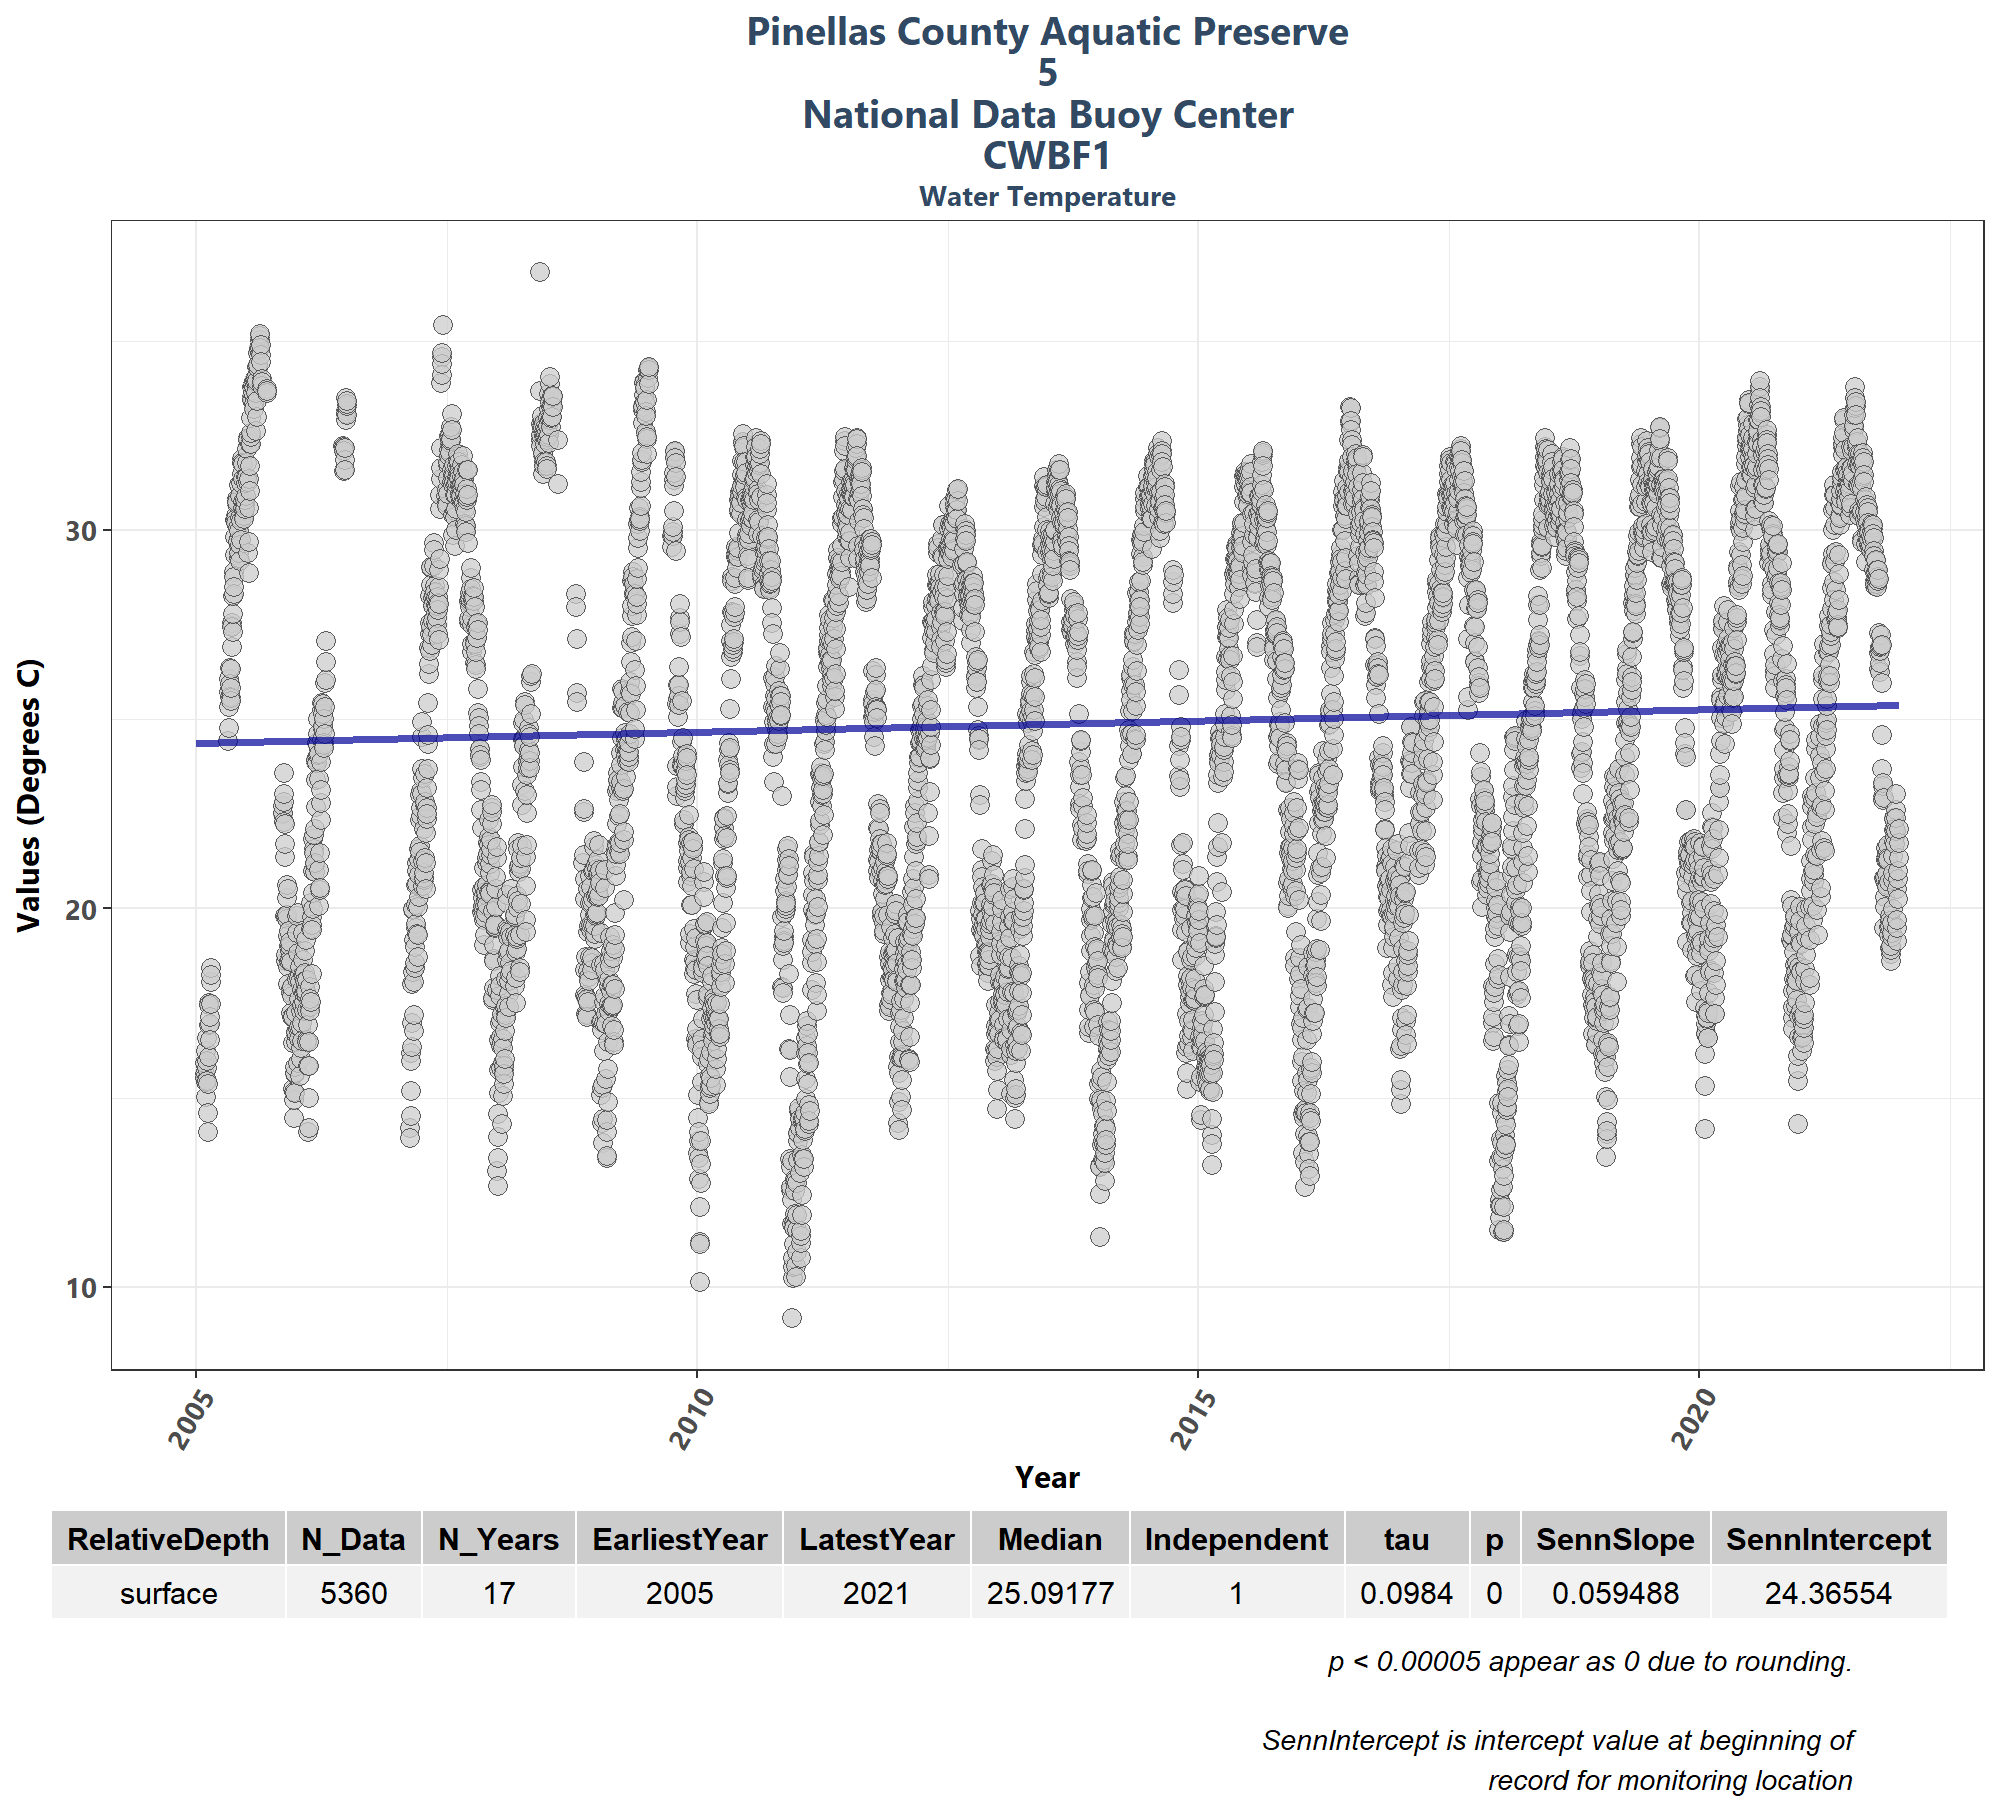 Pinellas County Aquatic Preserve
5
National Data Buoy Center
CWBF1
Water Temperature
Values (Degrees C)
30
20
10
2005 2010 2015 2020
Year
RelativeDepth N_Data N_Years EarliestYear LatestYear Median Independent tau p SennSlope SennIntercept
surface 5360 17 2005 2021 25.09177 1 0.0984 0 0.059488 24.36554
p < 0.00005 appear as 0 due to rounding.
SennIntercept is intercept value at beginning of
record for monitoring location